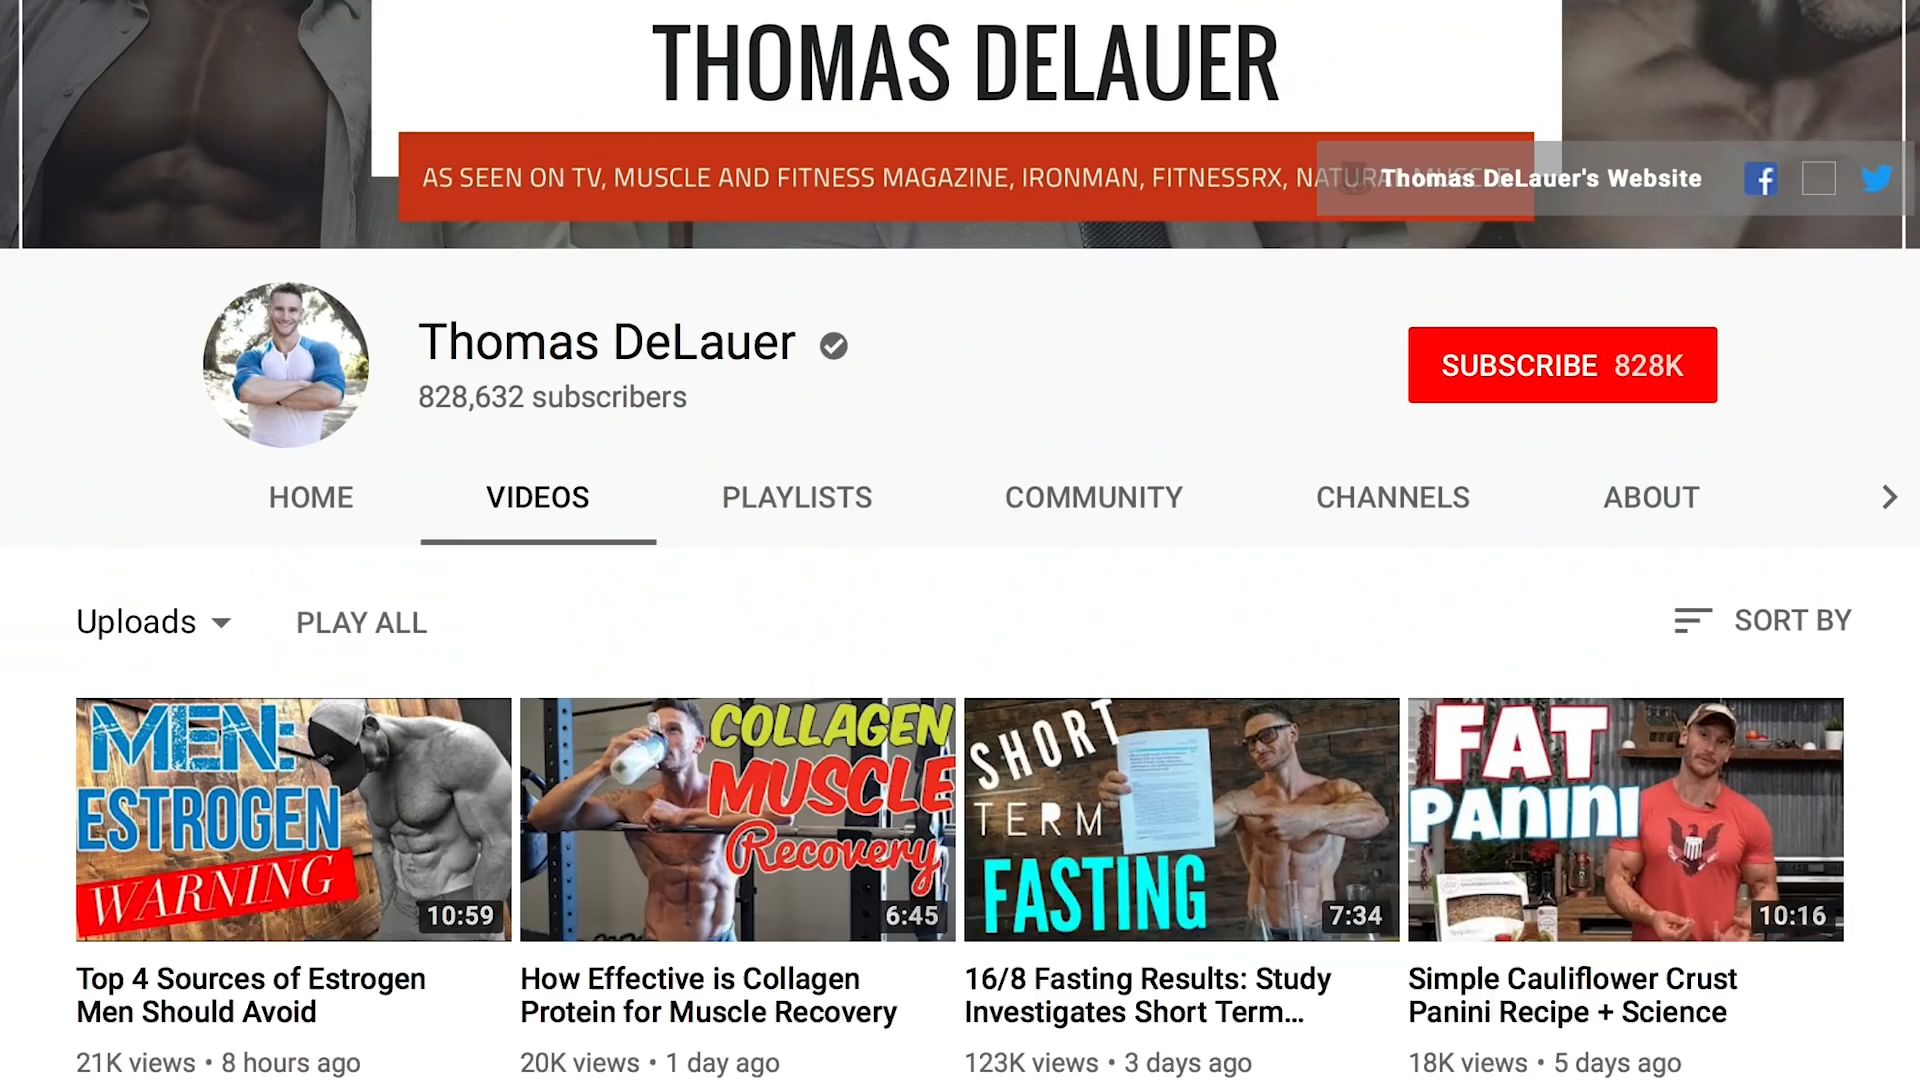 THOMAS DELAUER
AS SEEN ON TV, MUSCLE AND FITNESS MAGAZINE, IRONMAN, FITNESSRX, NATURAL MUSCLE
Thomas DeLauer's Website
Thomas DeLauer
828,632 subscribers
SUBSCRIBE 828K
HOME VIDEOS PLAYLISTS COMMUNITY CHANNELS ABOUT
Uploads PLAY ALL SORT BY
MEN:
ESTROGEN
WARNING
10:59
COLLAGEN
MUSCLE
Recovery
6:45
SHORT
TERM
FASTING
7:34
FAT
PANINI
10:16
Top 4 Sources of Estrogen
Men Should Avoid
21K views • 8 hours ago
How Effective is Collagen
Protein for Muscle Recovery
20K views • 1 day ago
16/8 Fasting Results: Study
Investigates Short Term...
123K views • 3 days ago
Simple Cauliflower Crust
Panini Recipe + Science
18K views • 5 days ago